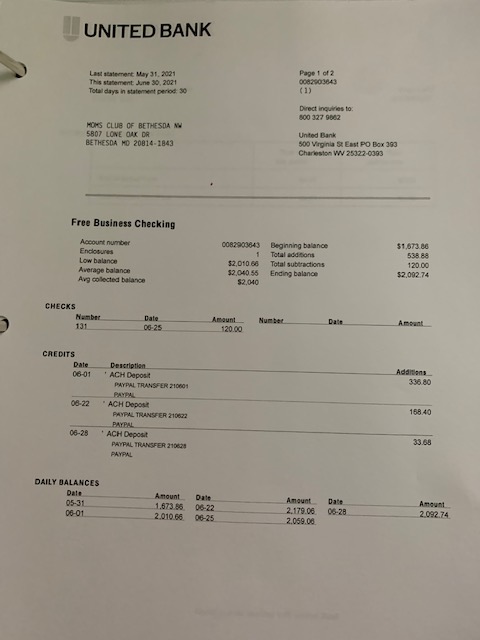 UNITED BANK
Last statement: May 31, 2021
This statement: June 30, 2021
Total days in statement period: 30
Page 1 of 2
0082903643
(1)
Direct inquiries to:
800 327 9862
MOMS CLUB OF BETHESDA NW
5807 LONE OAK DR
BETHESDA MD 20814-1843
United Bank
500 Virginia St East PO Box 393
Charleston WV 25322-0393
Free Business Checking
Account number 0082903643 Beginning balance $1,673.86
Enclosures 1 Total additions 538.88
Low balance $2,010.66 Total subtractions 120.00
Average balance $2,040.55 Ending balance $2,092.74
Avg collected balance $2,040
CHECKS
Number Date Amount Number Date Amount
131 06-25 120.00
CREDITS
Date Description Additions
06-01 ' ACH Deposit 336.80
PAYPAL TRANSFER 210601
PAYPAL
06-22 ' ACH Deposit 168.40
PAYPAL TRANSFER 210622
PAYPAL
06-28 ' ACH Deposit 33.68
PAYPAL TRANSFER 210628
PAYPAL
DAILY BALANCES
Date Amount Date Amount Date Amount
05-31 1,673.86 06-22 2,179.06 06-28 2,092.74
06-01 2,010.66 06-25 2,059.06